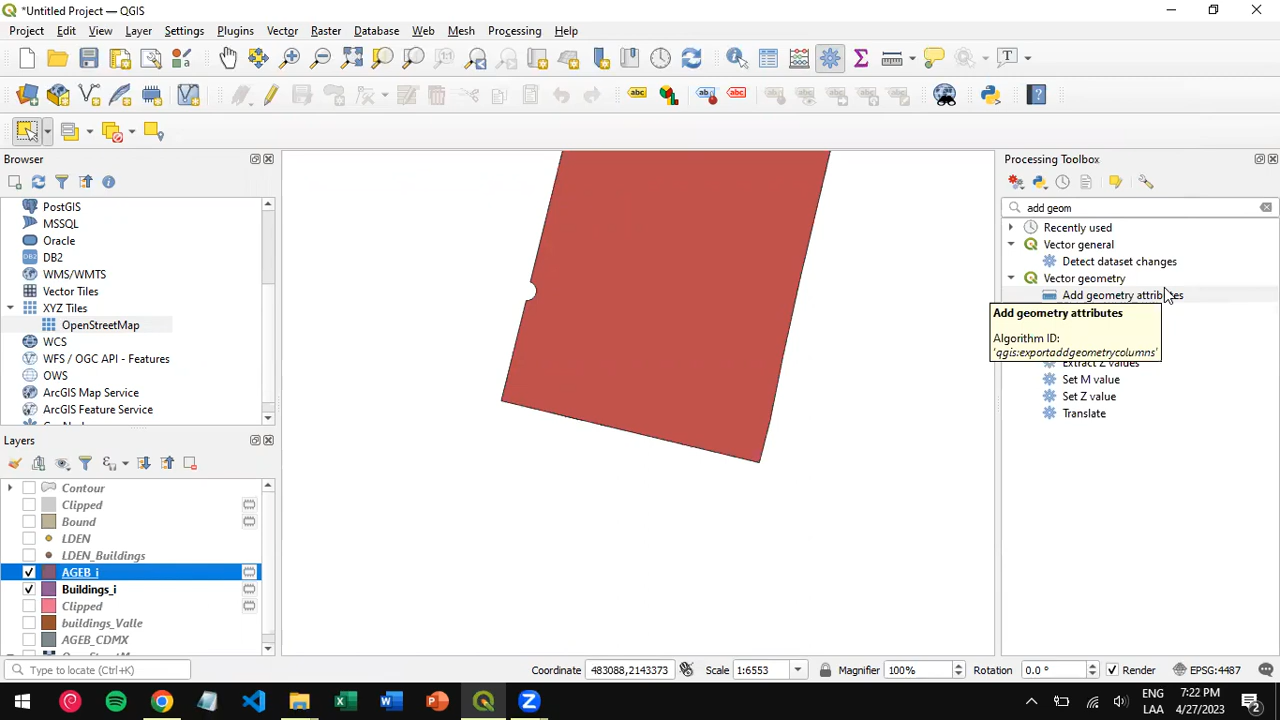 *Untitled Project — QGIS
Project Edit View Layer Settings Plugins Vector Raster Database Web Mesh Processing Help
Browser
PostGIS
MSSQL
Oracle
DB2
WMS/WMTS
Vector Tiles
XYZ Tiles
OpenStreetMap
WCS
WFS / OGC API - Features
OWS
ArcGIS Map Service
ArcGIS Feature Service
Layers
Contour
Clipped
Bound
LDEN
LDEN_Buildings
AGEB_i
Buildings_i
Clipped
buildings_Valle
AGEB_CDMX
Processing Toolbox
add geom
Recently used
Vector general
Detect dataset changes
Vector geometry
Add geometry attributes
Add geometry attributes
Algorithm ID:
'qgis:exportaddgeometrycolumns'
Extract Z values
Set M value
Set Z value
Translate
Type to locate (Ctrl+K)
Coordinate 483088,2143373 Scale 1:6553 Magnifier 100% Rotation 0.0 ° Render EPSG:4487
ENG
LAA
7:22 PM
4/27/2023
2